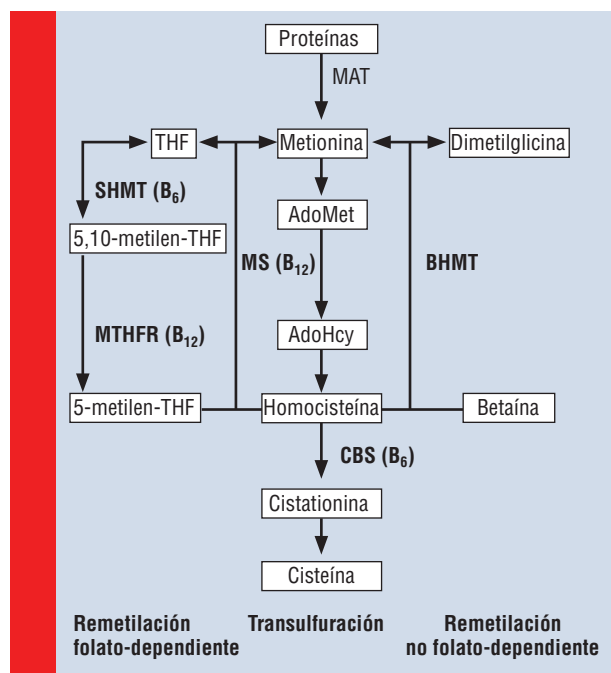 Proteínas
MAT
THF
Metionina
Dimetilglicina
SHMT (B6)
AdoMet
5,10-metilen-THF
MS (B12)
BHMT
MTHFR (B12)
AdoHcy
5-metilen-THF
Homocisteína
Betaína
CBS (B6)
Cistationina
Cisteína
Remetilación
folato-dependiente
Transulfuración
Remetilación
no folato-dependiente